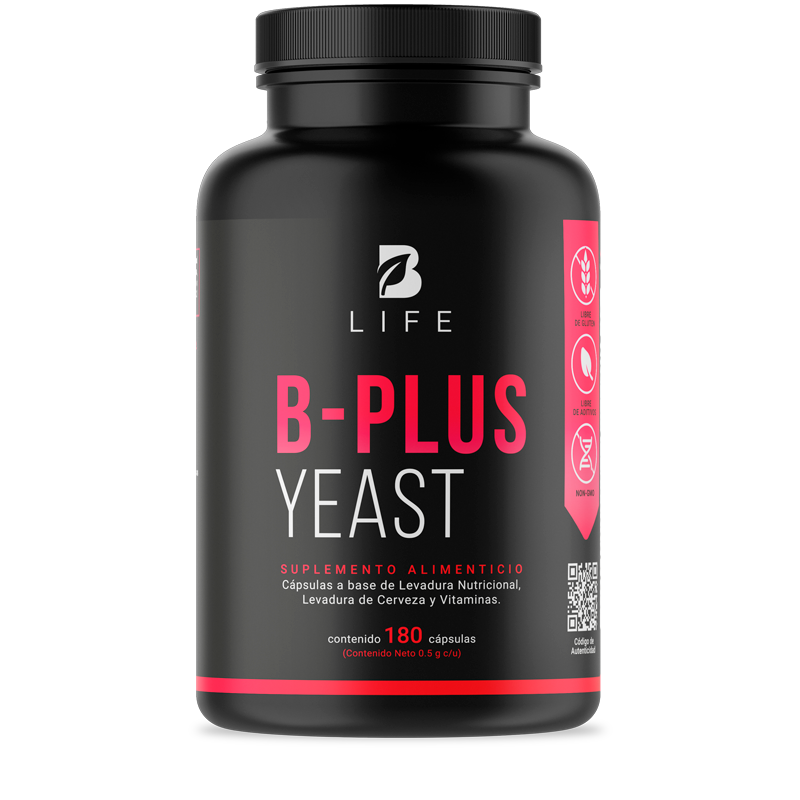 B
LIFE
B-PLUS
YEAST
SUPLEMENTO ALIMENTICIO
Cápsulas a base de Levadura Nutricional,
Levadura de Cerveza y Vitaminas.
contenido 180 cápsulas
(Contenido Neto 0.5 g c/u)
LIBRE
DE GLUTEN
LIBRE
DE ADITIVOS
NON-GMO
Código de
Autenticidad